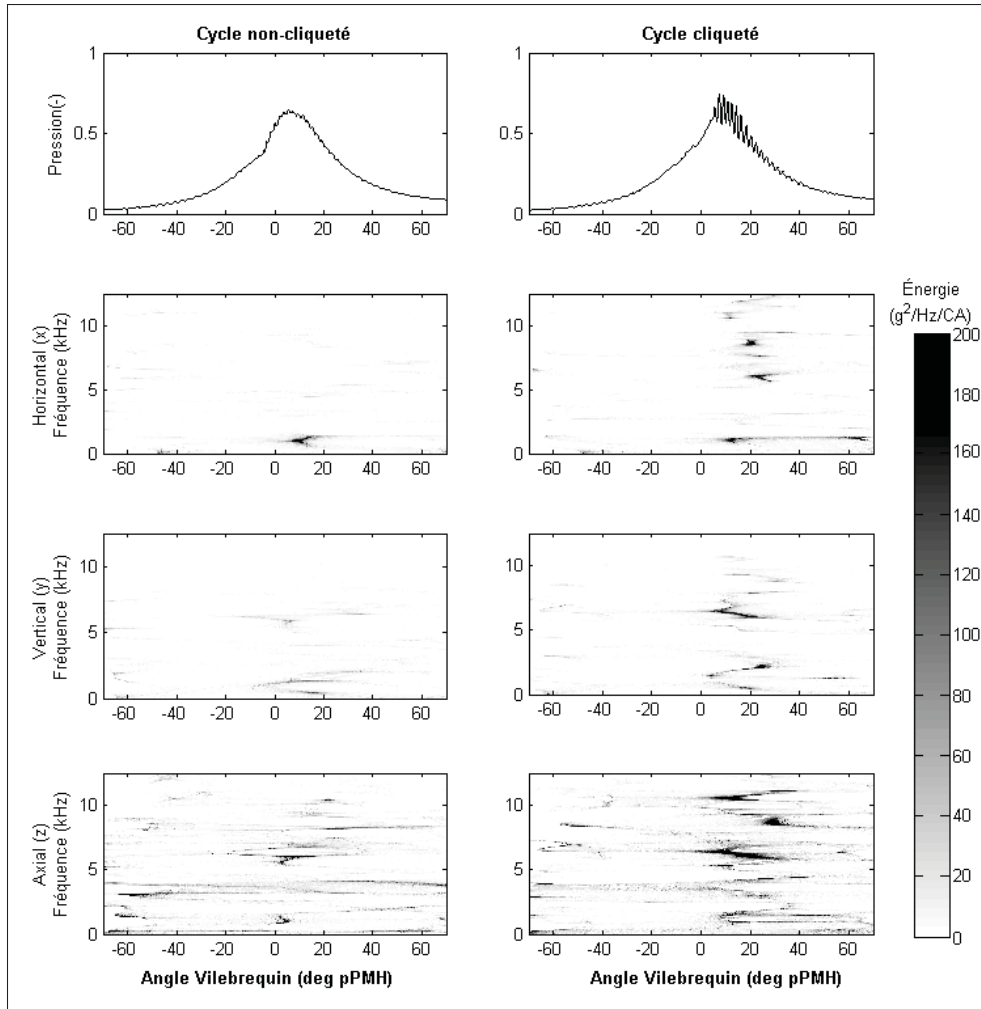 Cycle non-cliqueté
Cycle cliqueté
Pression(-)
1
0.5
0
-60 -40 -20 0 20 40 60
1
0.5
0
-60 -40 -20 0 20 40 60
Horizontal (x)
Fréquence (kHz)
10
5
0
-60 -40 -20 0 20 40 60
10
5
0
-60 -40 -20 0 20 40 60
Vertical (y)
Fréquence (kHz)
10
5
0
-60 -40 -20 0 20 40 60
10
5
0
-60 -40 -20 0 20 40 60
Axial (z)
Fréquence (kHz)
10
5
0
-60 -40 -20 0 20 40 60
10
5
0
-60 -40 -20 0 20 40 60
Angle Vilebrequin (deg pPMH)
Angle Vilebrequin (deg pPMH)
Énergie
(g²/Hz/CA)
200
180
160
140
120
100
80
60
40
20
0